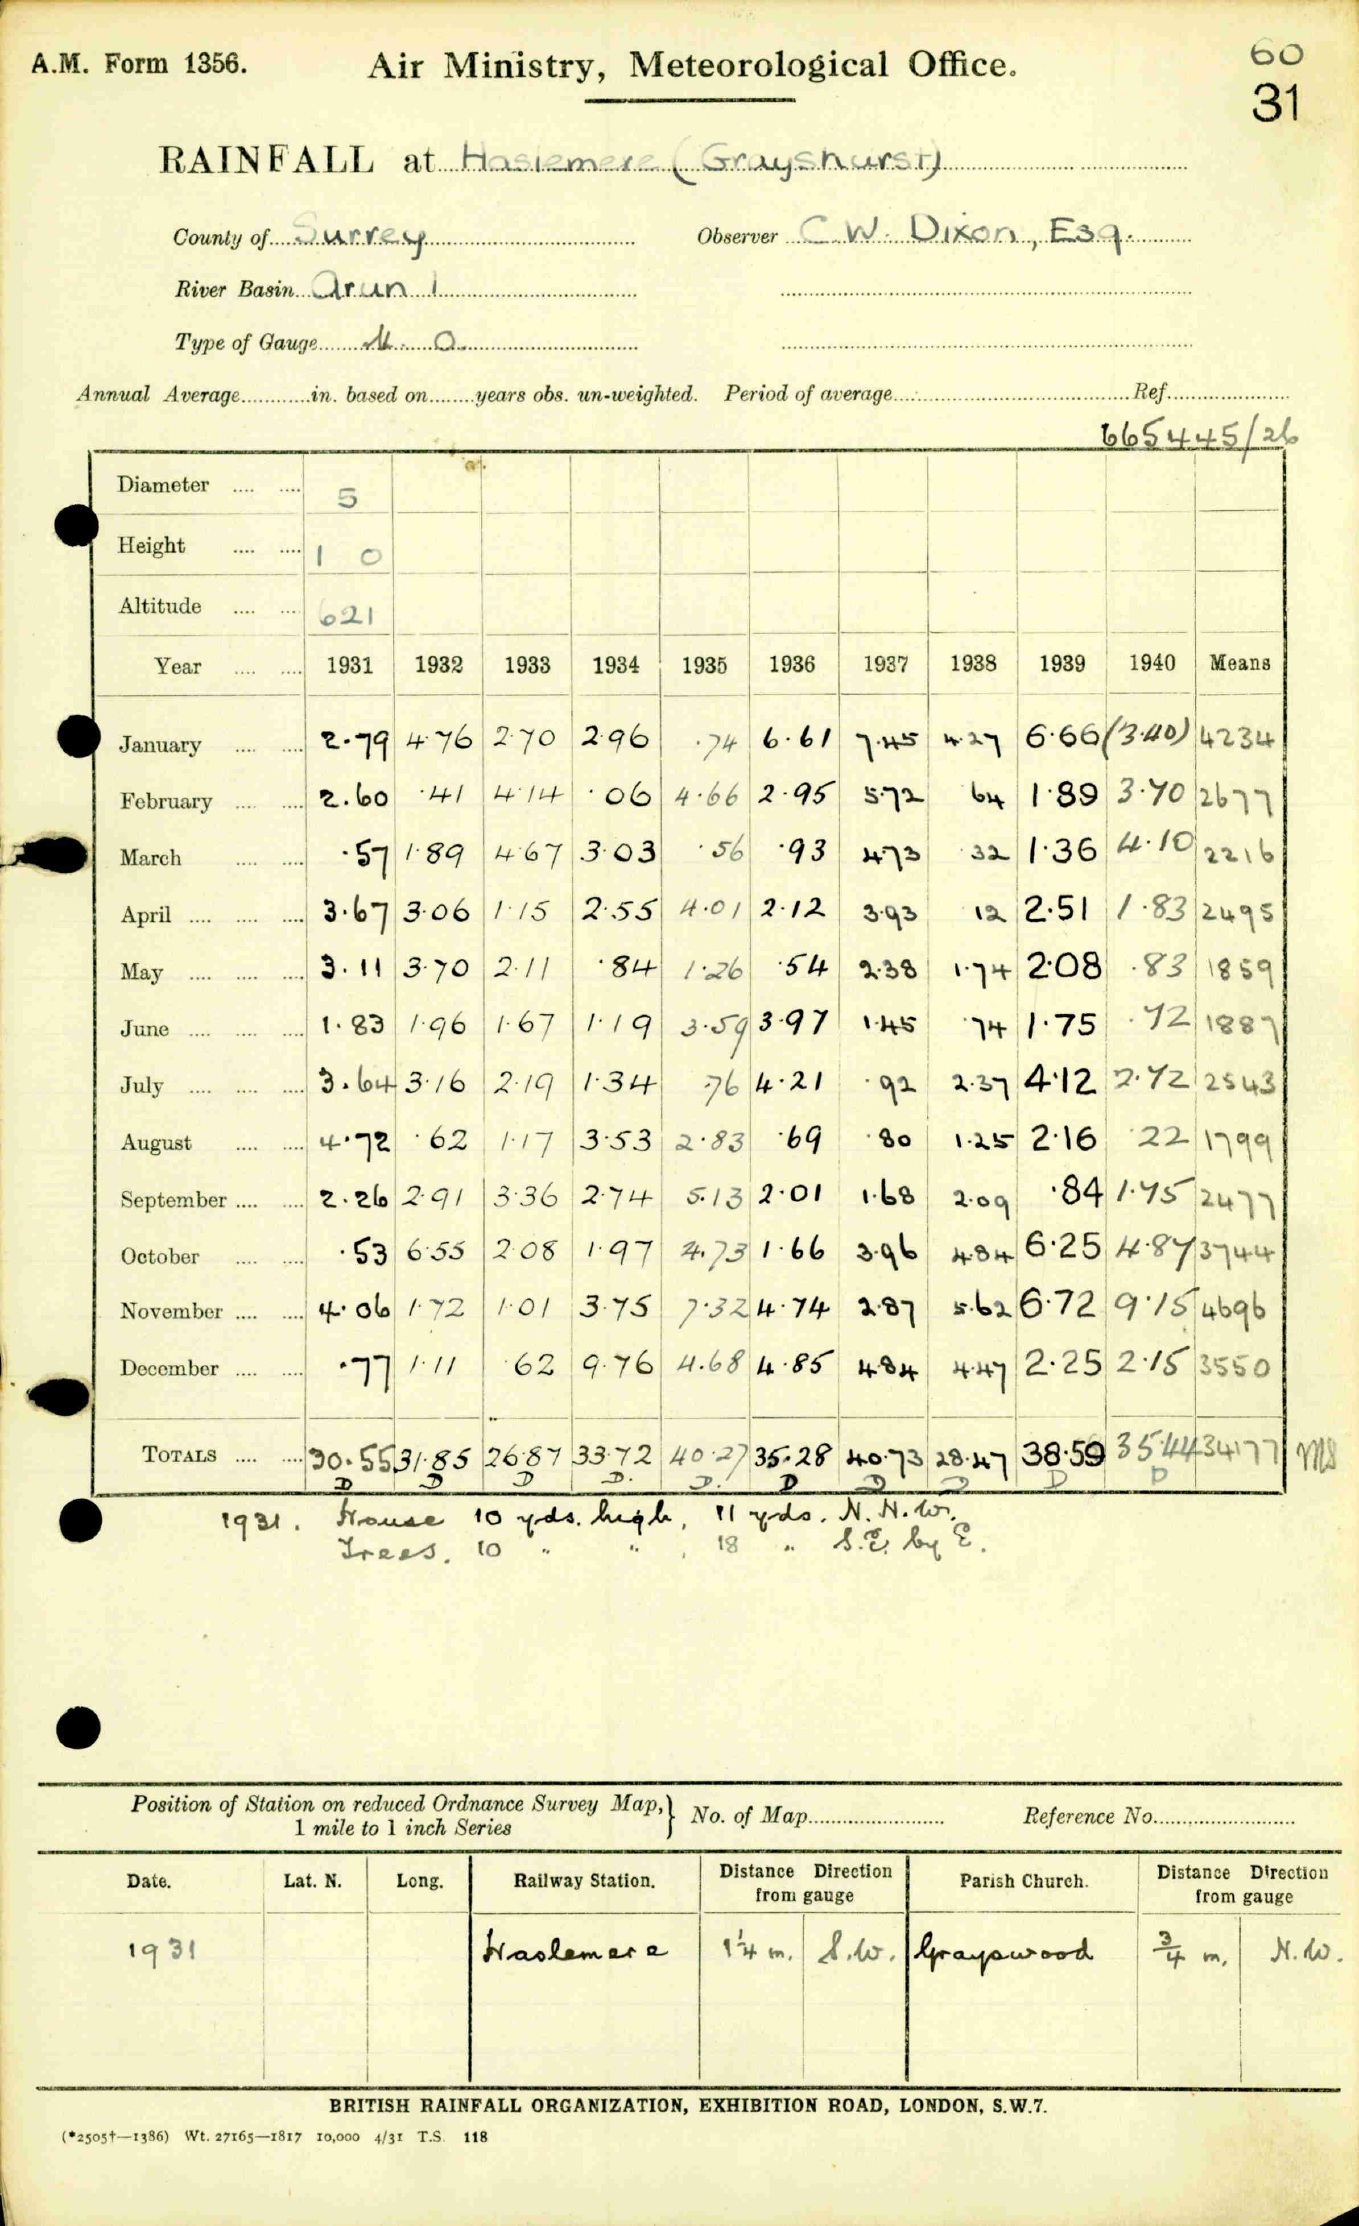 A.M. Form 1356.
Air Ministry, Meteorological Office.
60
31
RAINFALL at Haslemere (Grayshurst)
County of Surrey Observer C.W. Dixon, Esq.
River Basin Arun 1
Type of Gauge M. O.
Annual Average............in. based on........years obs. un-weighted. Period of average............Ref............
665445/26
Diameter .... .... 5
Height .... .... 1 0
Altitude .... .... 621
Year .... .... 1931 1932 1933 1934 1935 1936 1937 1938 1939 1940 Means
January .... .... 2.79 4.76 2.70 2.96 .74 6.61 7.45 4.27 6.66 (3.40) 4234
February .... .... 2.60 .41 4.14 .06 4.66 2.95 5.72 64 1.89 3.70 2677
March .... .... .57 1.89 4.67 3.03 .56 .93 4.73 .32 1.36 4.10 2216
April .... .... .... 3.67 3.06 1.15 2.55 4.01 2.12 3.93 12 2.51 1.83 2495
May .... .... .... 3.11 3.70 2.11 .84 1.26 .54 2.38 1.74 2.08 .83 1859
June .... .... .... 1.83 1.96 1.67 1.19 3.59 3.97 1.45 .74 1.75 .72 1887
July .... .... .... 3.64 3.16 2.19 1.34 .76 4.21 .92 2.37 4.12 2.72 2543
August .... .... 4.72 .62 1.17 3.53 2.83 .69 .80 1.25 2.16 .22 1799
September .... .... 2.26 2.91 3.36 2.74 5.13 2.01 1.68 2.09 .84 1.75 2477
October .... .... .53 6.55 2.08 1.97 4.73 1.66 3.96 4.84 6.25 4.87 3744
November .... .... 4.06 1.72 1.01 3.75 7.32 4.74 2.87 5.62 6.72 9.15 4696
December .... .... .77 1.11 .62 9.76 4.68 4.85 4.84 4.47 2.25 2.15 3550
TOTALS .... .... 30.55 31.85 26.87 33.72 40.27 35.28 40.73 28.47 38.59 35.44 34177 MS
D D D D. D. D D D D D
1931. House 10 yds. high, 11 yds. N.N.W.
Trees. 10 " " , 18 " S.E. by E.
Position of Station on reduced Ordnance Survey Map,} No. of Map............ Reference No............
1 mile to 1 inch Series
Date. Lat. N. Long. Railway Station. Distance Direction from gauge Parish Church. Distance Direction from gauge
1931 Haslemere 1¼ m. S.W. Grayswood ¾ m. N.W.
BRITISH RAINFALL ORGANIZATION, EXHIBITION ROAD, LONDON, S.W.7.
(*2505†—1386) Wt. 27165—1817 10,000 4/31 T.S. 118